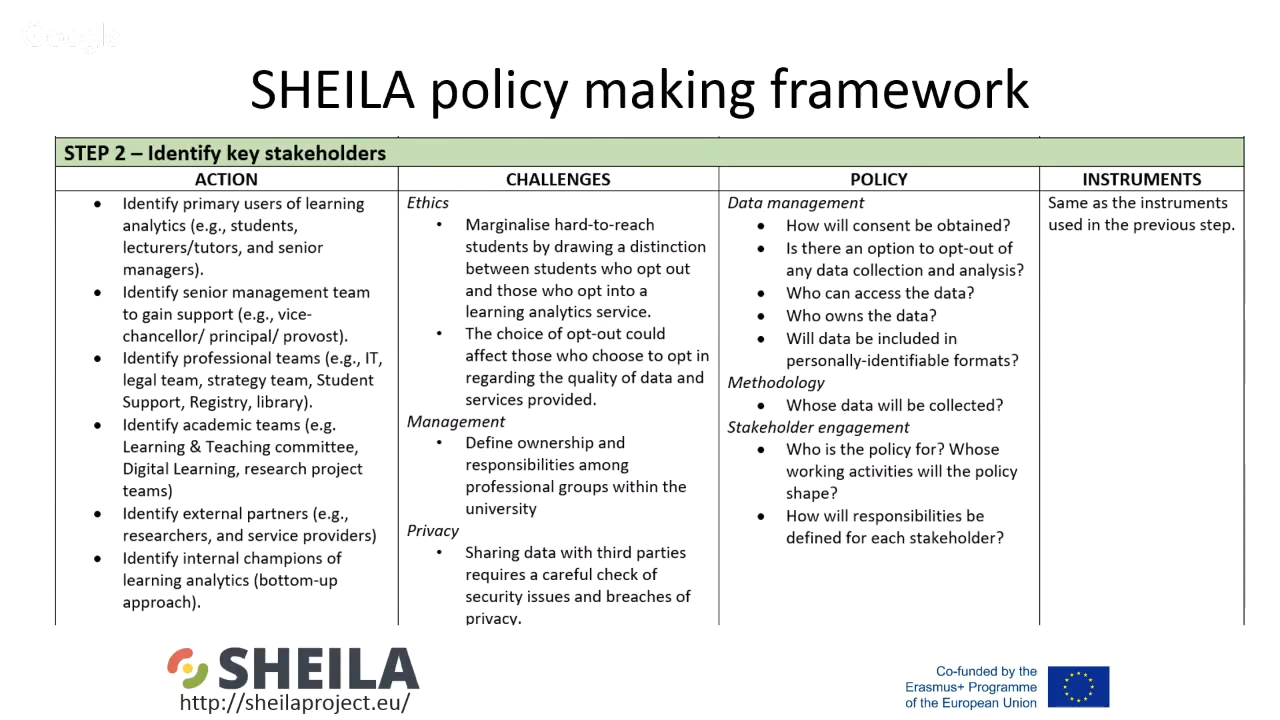 Google
SHEILA policy making framework
STEP 2 – Identify key stakeholders
ACTION
• Identify primary users of learning
analytics (e.g., students,
lecturers/tutors, and senior
managers).
• Identify senior management team
to gain support (e.g., vice-
chancellor/ principal/ provost).
• Identify professional teams (e.g., IT,
legal team, strategy team, Student
Support, Registry, library).
• Identify academic teams (e.g.
Learning & Teaching committee,
Digital Learning, research project
teams)
• Identify external partners (e.g.,
researchers, and service providers)
• Identify internal champions of
learning analytics (bottom-up
approach).
CHALLENGES
Ethics
• Marginalise hard-to-reach
students by drawing a distinction
between students who opt out
and those who opt into a
learning analytics service.
• The choice of opt-out could
affect those who choose to opt in
regarding the quality of data and
services provided.
Management
• Define ownership and
responsibilities among
professional groups within the
university
Privacy
• Sharing data with third parties
requires a careful check of
security issues and breaches of
privacy.
POLICY
Data management
• How will consent be obtained?
• Is there an option to opt-out of
any data collection and analysis?
• Who can access the data?
• Who owns the data?
• Will data be included in
personally-identifiable formats?
Methodology
• Whose data will be collected?
Stakeholder engagement
• Who is the policy for? Whose
working activities will the policy
shape?
• How will responsibilities be
defined for each stakeholder?
INSTRUMENTS
Same as the instruments
used in the previous step.
SHEILA
http://sheilaproject.eu/
Co-funded by the
Erasmus+ Programme
of the European Union